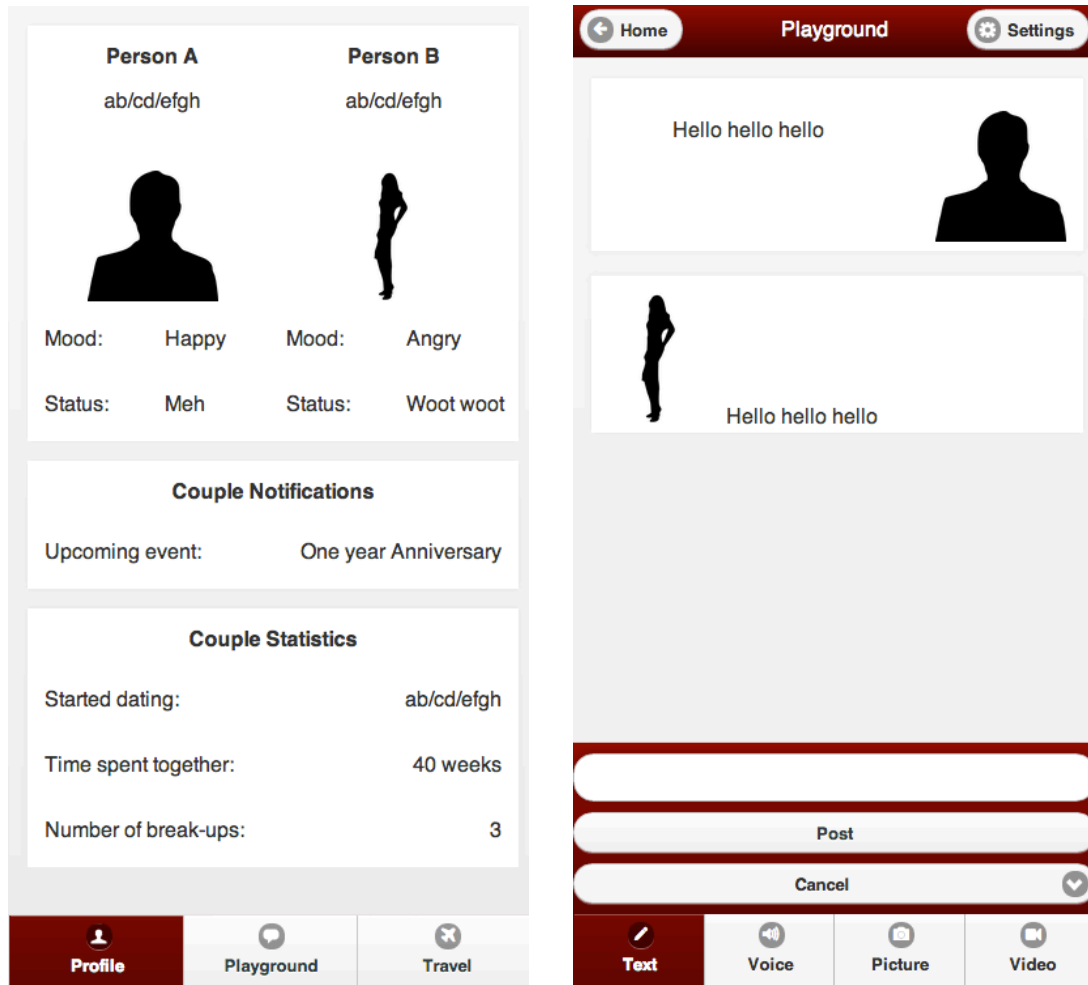 Person A Person B
ab/cd/efgh ab/cd/efgh
Mood: Happy Mood: Angry
Status: Meh Status: Woot woot
Couple Notifications
Upcoming event: One year Anniversary
Couple Statistics
Started dating: ab/cd/efgh
Time spent together: 40 weeks
Number of break-ups: 3
Profile Playground Travel
Home Playground Settings
Hello hello hello
Hello hello hello
Post
Cancel
Text Voice Picture Video